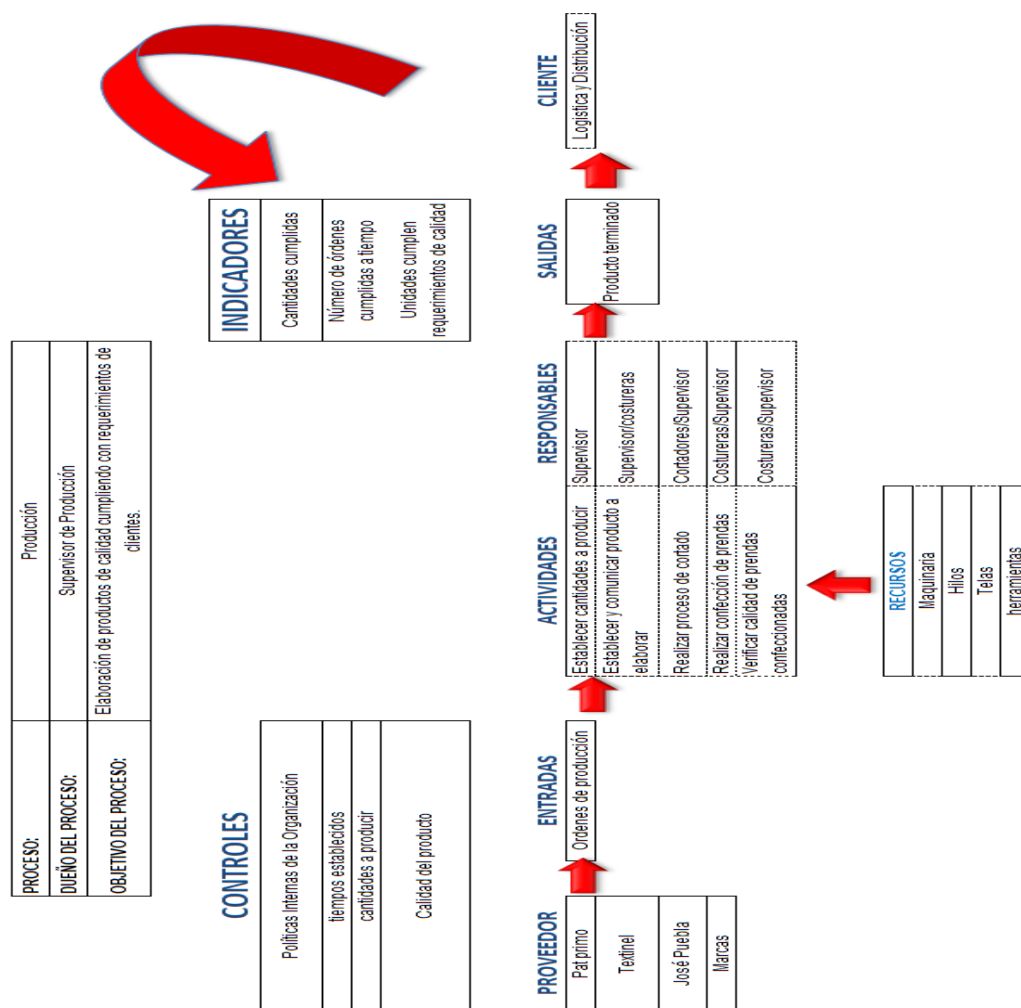 PROCESO:
Producción
DUEÑO DEL PROCESO:
Supervisor de Producción
OBJETIVO DEL PROCESO:
Elaboración de productos de calidad cumpliendo con requerimientos de
clientes.
CONTROLES
Políticas Internas de la Organización
tiempos establecidos
cantidades a producir
Calidad del producto
INDICADORES
Cantidades cumplidas
Número de órdenes
cumplidas a tiempo
Unidades cumplen
requerimientos de calidad
PROVEEDOR
Pat primo
Textinel
José Puebla
Marcas
ENTRADAS
Ordenes de producción
ACTIVIDADES
Establecer cantidades a producir
Establecer y comunicar producto a
elaborar
Realizar proceso de cortado
Realizar confección de prendas
Verificar calidad de prendas
confeccionadas
RESPONSABLES
Supervisor
Supervisor/costureras
Cortadores/Supervisor
Costureras/Supervisor
Costureras/Supervisor
SALIDAS
Producto terminado
CLIENTE
Logística y Distribución
RECURSOS
Maquinaria
Hilos
Telas
herramientas